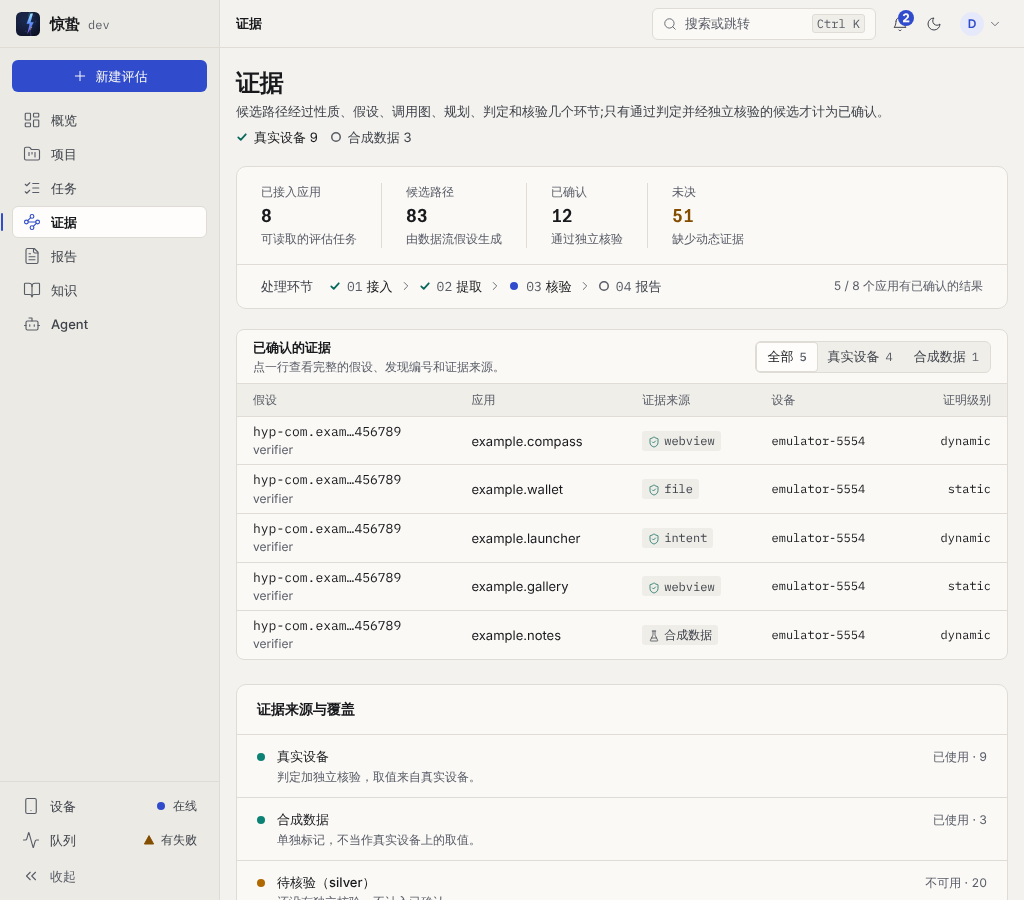 惊蛰 dev
证据
搜索或跳转
Ctrl K
2
D
新建评估
概览
项目
任务
证据
报告
知识
Agent
设备
在线
队列
有失败
收起
证据
候选路径经过性质、假设、调用图、规划、判定和核验几个环节;只有通过判定并经独立核验的候选才计为已确认。
真实设备 9 合成数据 3
已接入应用
8
可读取的评估任务
候选路径
83
由数据流假设生成
已确认
12
通过独立核验
未决
51
缺少动态证据
处理环节 01 接入 02 提取 03 核验 04 报告
5 / 8 个应用有已确认的结果
已确认的证据
点一行查看完整的假设、发现编号和证据来源。
全部 5 真实设备 4 合成数据 1
假设 应用 证据来源 设备 证明级别
hyp-com.exam…456789
verifier
example.compass webview emulator-5554 dynamic
hyp-com.exam…456789
verifier
example.wallet file emulator-5554 static
hyp-com.exam…456789
verifier
example.launcher intent emulator-5554 dynamic
hyp-com.exam…456789
verifier
example.gallery webview emulator-5554 static
hyp-com.exam…456789
verifier
example.notes 合成数据 emulator-5554 dynamic
证据来源与覆盖
真实设备
已使用 · 9
判定加独立核验，取值来自真实设备。
合成数据
已使用 · 3
单独标记，不当作真实设备上的取值。
待核验（silver）
不可用 · 20